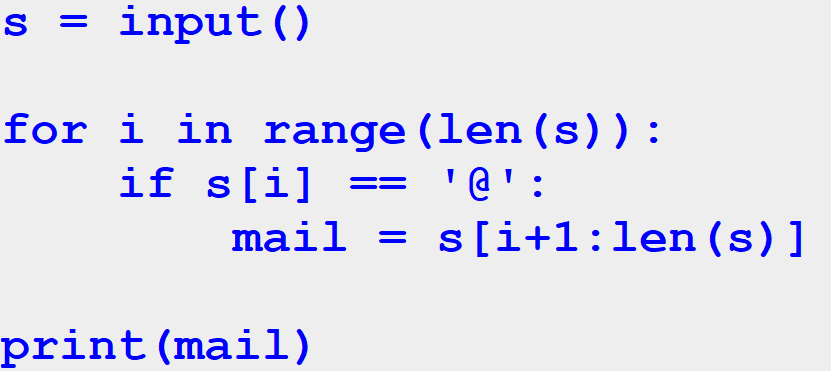 s = input()
for i in range(len(s)):
    if s[i] == '@':
        mail = s[i+1:len(s)]
print(mail)